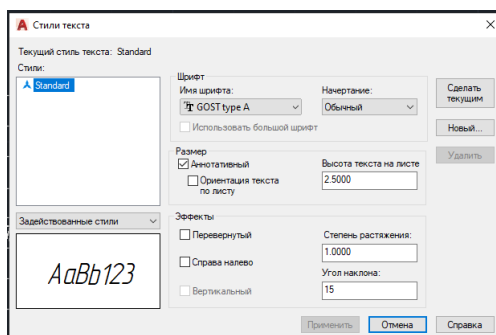 Стили текста
Текущий стиль текста: Standard
Стили:
Standard
Задействованные стили
AaBb123
Шрифт
Имя шрифта:
Начертание:
GOST type A
Обычный
Использовать большой шрифт
Размер
Аннотативный
Высота текста на листе
Ориентация текста
по листу
2.5000
Эффекты
Перевернутый
Степень растяжения:
1.0000
Справа налево
Угол наклона:
Вертикальный
15
Сделать
текущим
Новый...
Удалить
Применить
Отмена
Справка